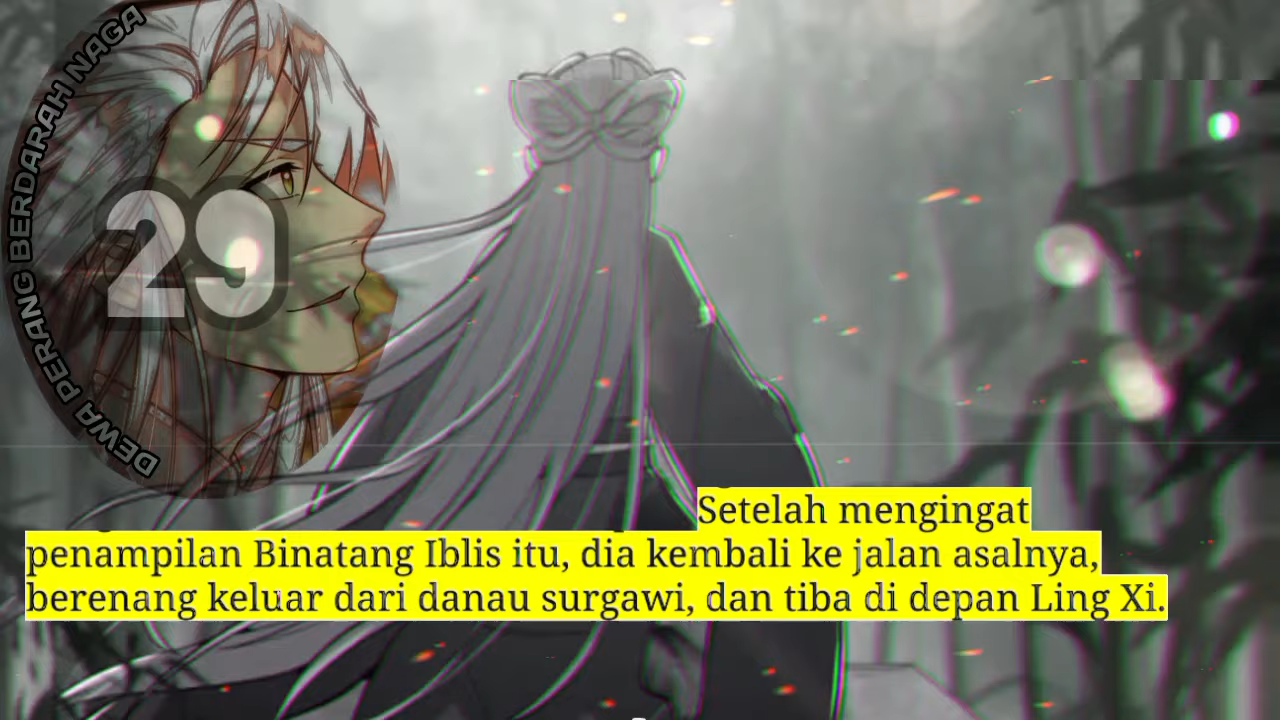 DEWA PERANG BERDARAH NAGA
29
Setelah mengingat
penampilan Binatang Iblis itu, dia kembali ke jalan asalnya,
berenang keluar dari danau surgawi, dan tiba di depan Ling Xi.